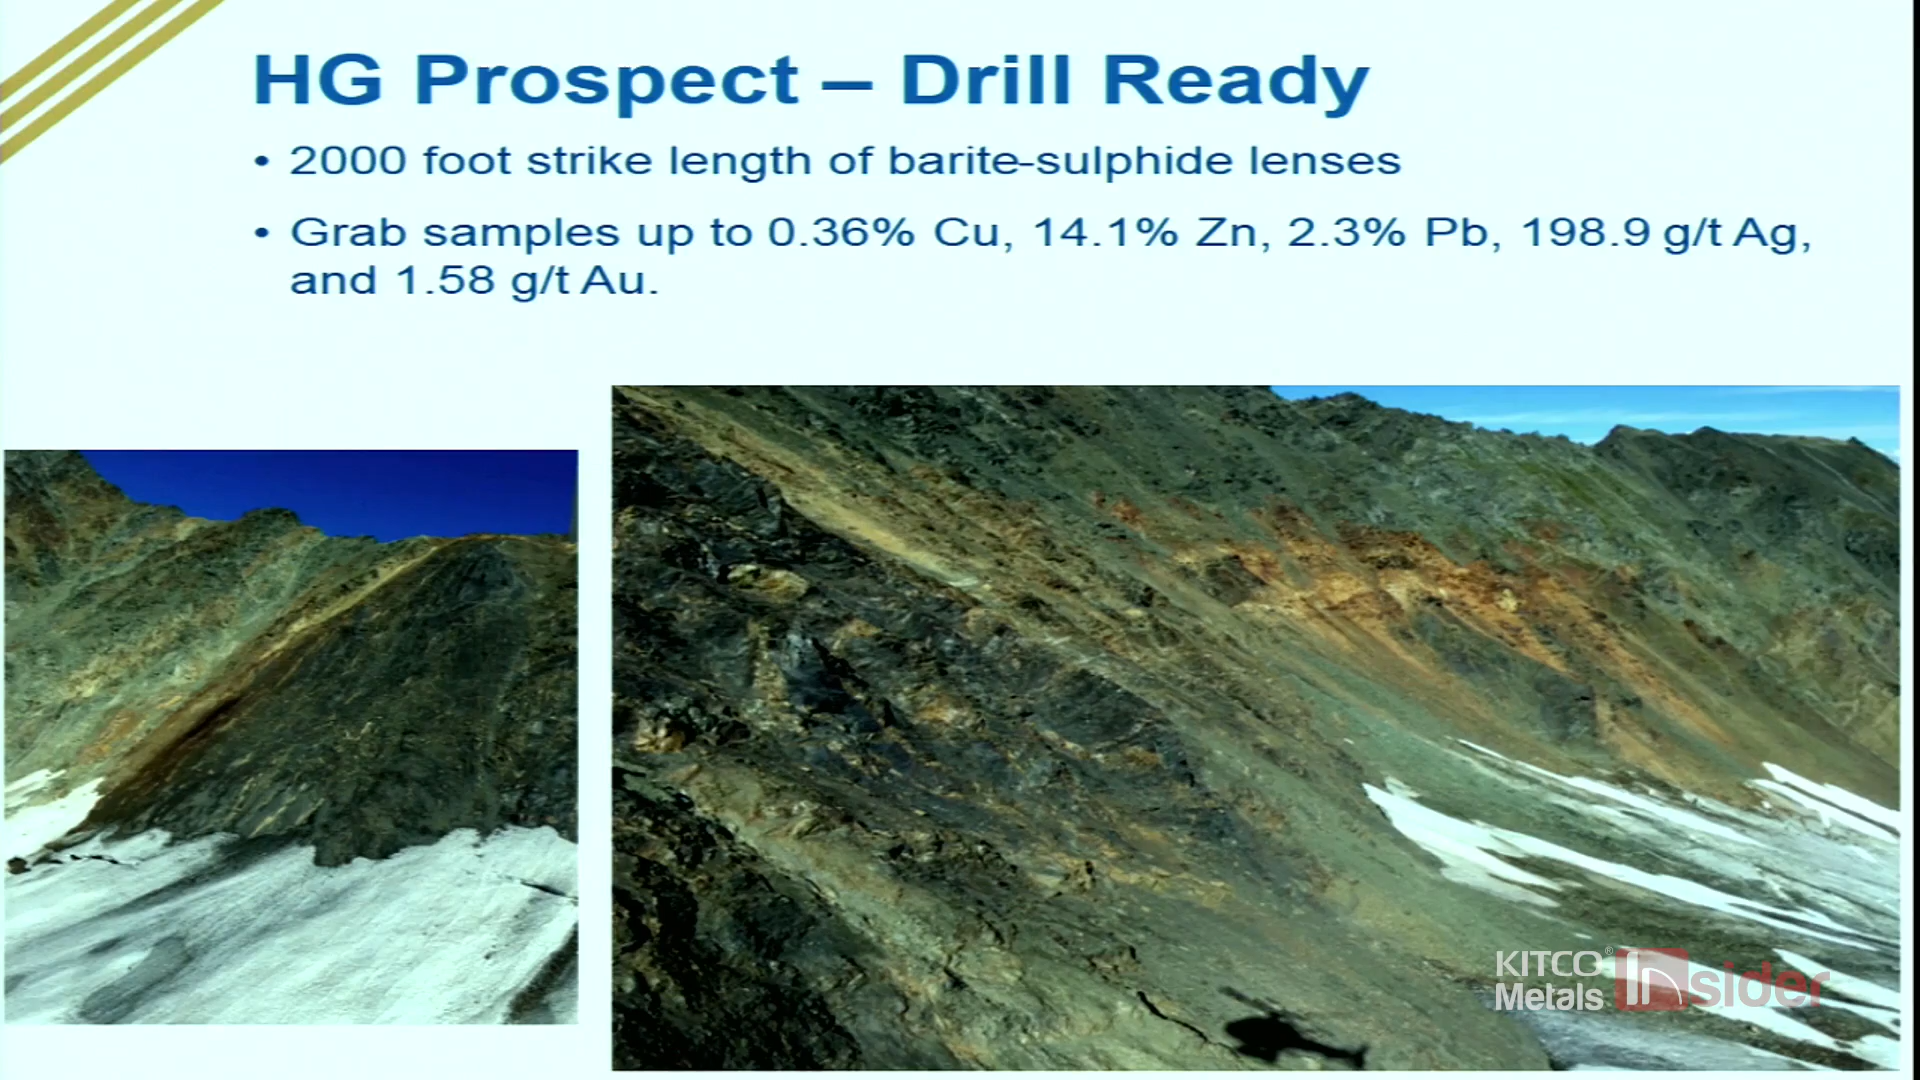 HG Prospect – Drill Ready
• 2000 foot strike length of barite-sulphide lenses
• Grab samples up to 0.36% Cu, 14.1% Zn, 2.3% Pb, 198.9 g/t Ag,
and 1.58 g/t Au.
KITCO® INsider
Metals